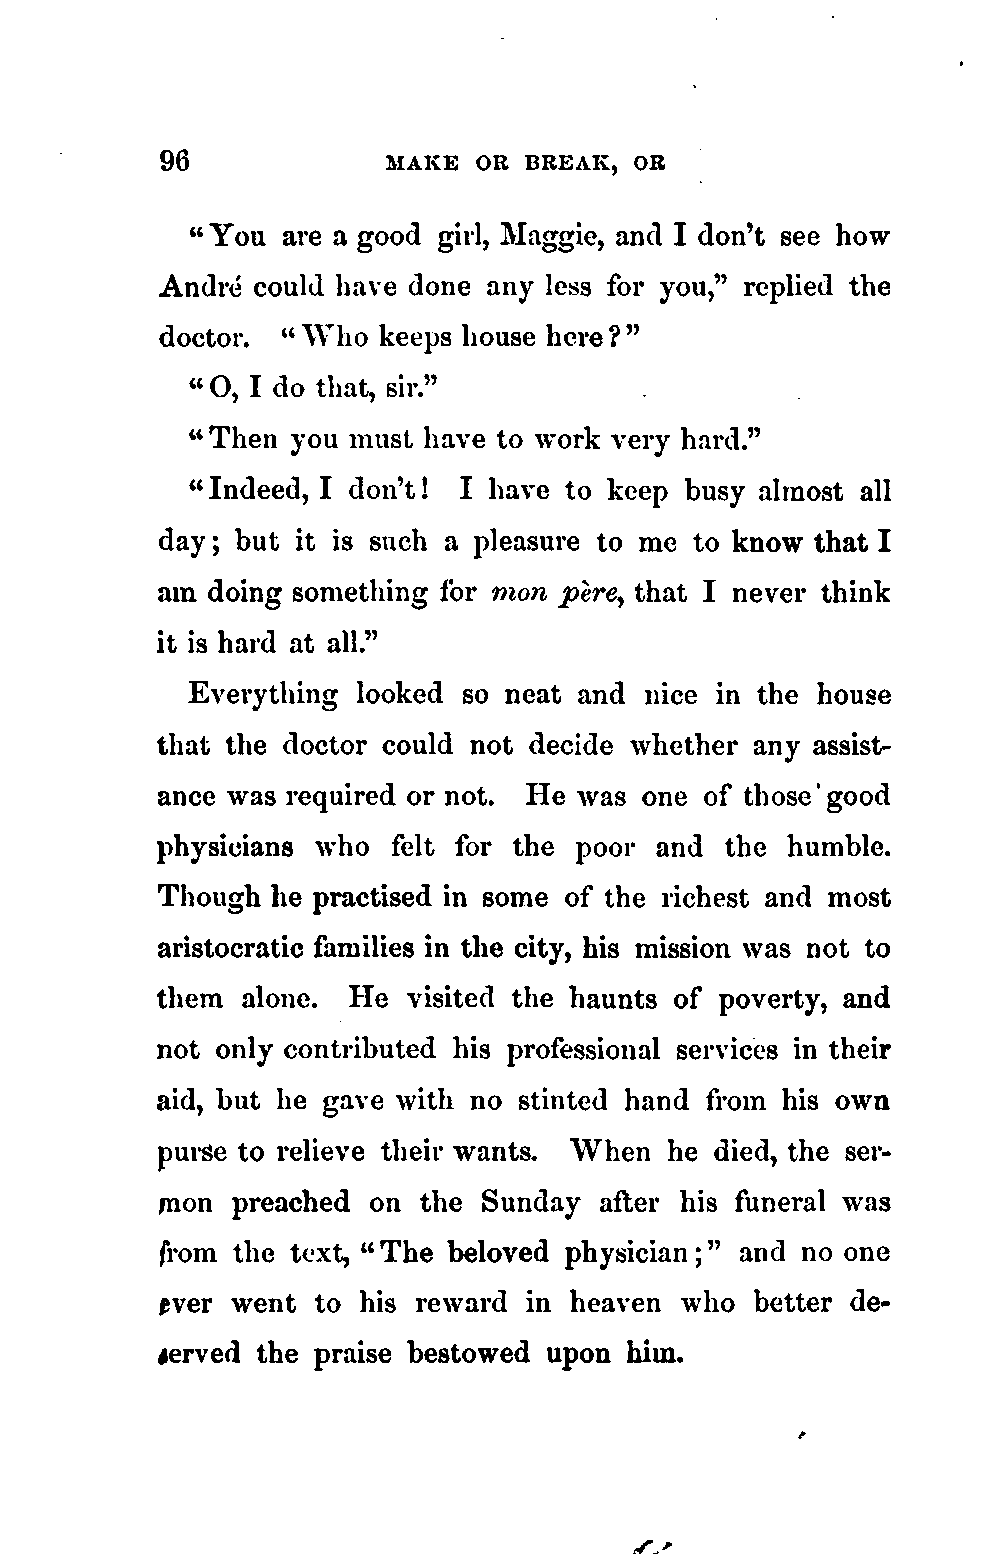 96 MAKE OR BREAK, OR
“You are a good girl, Maggie, and I don’t see how
André could have done any less for you,” replied the
doctor. “Who keeps house here?”
“O, I do that, sir.”
“Then you must have to work very hard.”
“Indeed, I don’t! I have to keep busy almost all
day; but it is such a pleasure to me to know that I
am doing something for mon père, that I never think
it is hard at all.”
Everything looked so neat and nice in the house
that the doctor could not decide whether any assist-
ance was required or not. He was one of those good
physicians who felt for the poor and the humble.
Though he practised in some of the richest and most
aristocratic families in the city, his mission was not to
them alone. He visited the haunts of poverty, and
not only contributed his professional services in their
aid, but he gave with no stinted hand from his own
purse to relieve their wants. When he died, the ser-
mon preached on the Sunday after his funeral was
from the text, “The beloved physician;” and no one
ever went to his reward in heaven who better de-
served the praise bestowed upon him.